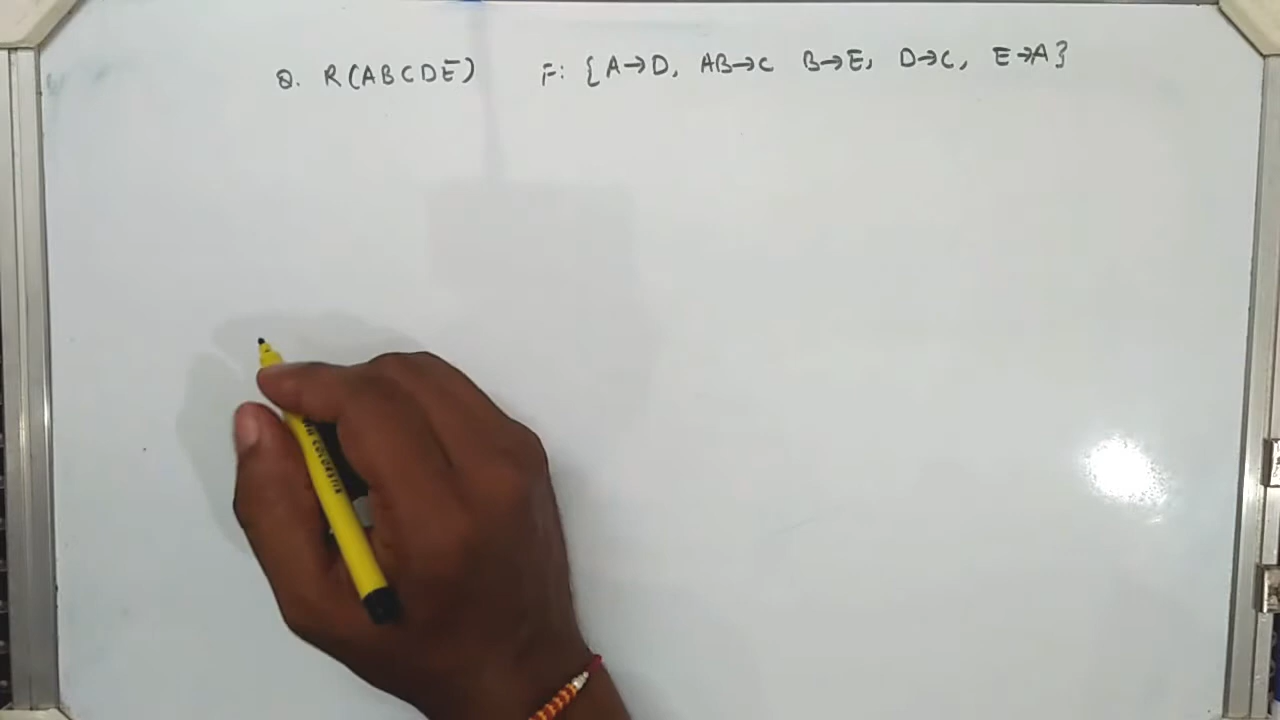 Q. R(ABCDE) F: {A→D, AB→C B→E, D→C, E→A}